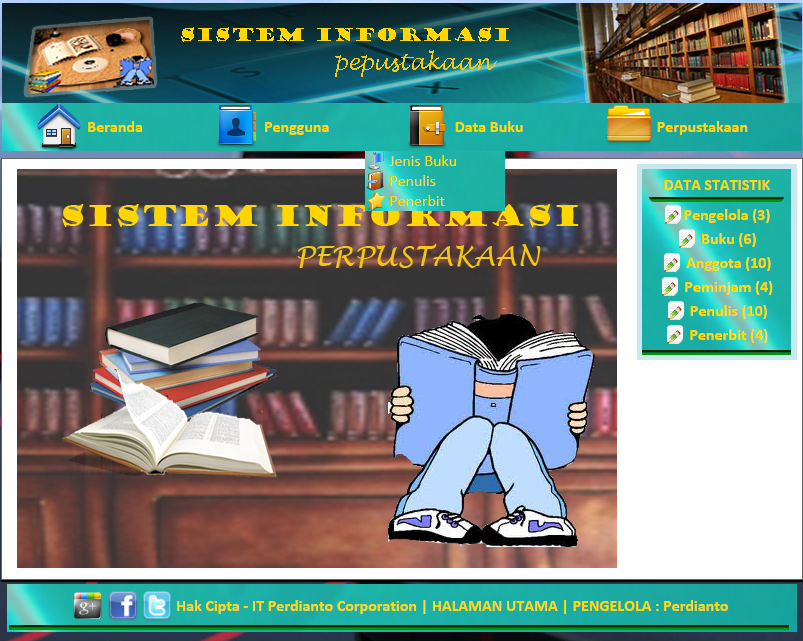 SISTEM INFORMASI
pepustakaan
Beranda
Pengguna
Data Buku
Perpustakaan
Jenis Buku
Penulis
Penerbit
SISTEM INFORMASI
PERPUSTAKAAN
DATA STATISTIK
Pengelola (3)
Buku (6)
Anggota (10)
Peminjam (4)
Penulis (10)
Penerbit (4)
g+ f t Hak Cipta - IT Perdianto Corporation | HALAMAN UTAMA | PENGELOLA : Perdianto